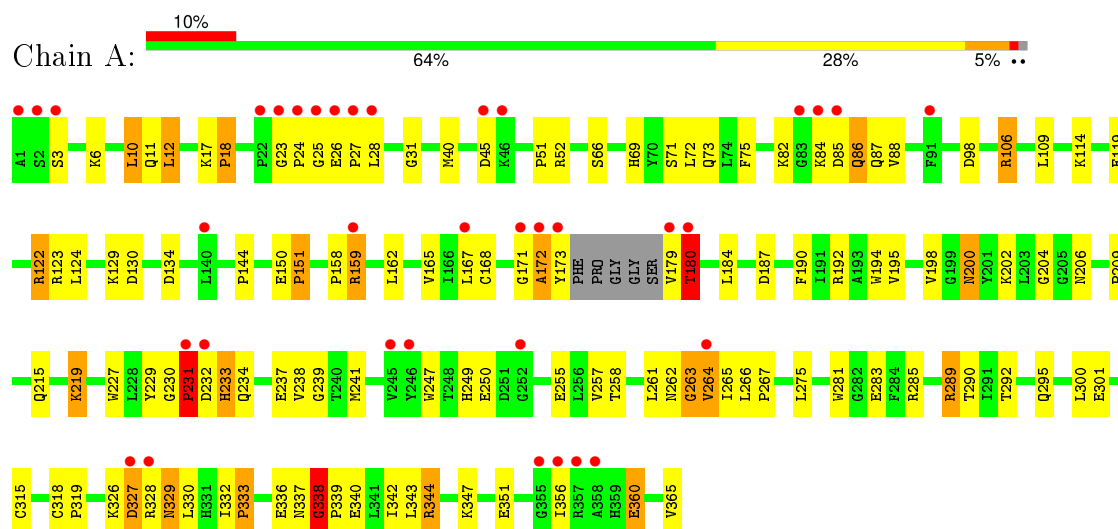 10%
Chain A:
64% 28% 5% ••
A1 S2 S3 K6 L10 Q11 L12 K17 P18 P22 G23 P24 G25 E26 P27 L28 G31 M40 D45 K46 P51 R52 S66 H69 Y70 S71 L72 Q73 L74 F75 K82 G83 K84 D85 Q86 Q87 V88 F91 D98 R106 L109 K114
R122 R123 L124 K129 D130 D134 L140 P144 E150 P151 P158 R159 L162 V165 I166 L167 C168 G171 A172 Y173 PHE PRO GLY GLY SER V179 T180 L184 D187 F190 I191 R192 A193 W194 V195 V198 G199 N200 Y201 K202 L203 G204 G205 N206
Q215 K219 W227 L228 Y229 G230 P231 D232 H233 Q234 E237 V238 G239 T240 M241 V245 Y246 W247 T248 H249 E250 D251 G252 E255 L256 V257 T258 L261 N262 G263 V264 I265 L266 P267 L275 W281 G282 E283 F284 R285 R289 T290 I291 T292 Q295 L300 E301
C315 C318 P319 K326 D327 R328 N329 L330 H331 I332 P333 E336 N337 G338 P339 E340 L341 I342 L343 R344 K347 E351 G355 I356 R357 A358 H359 E360 V365